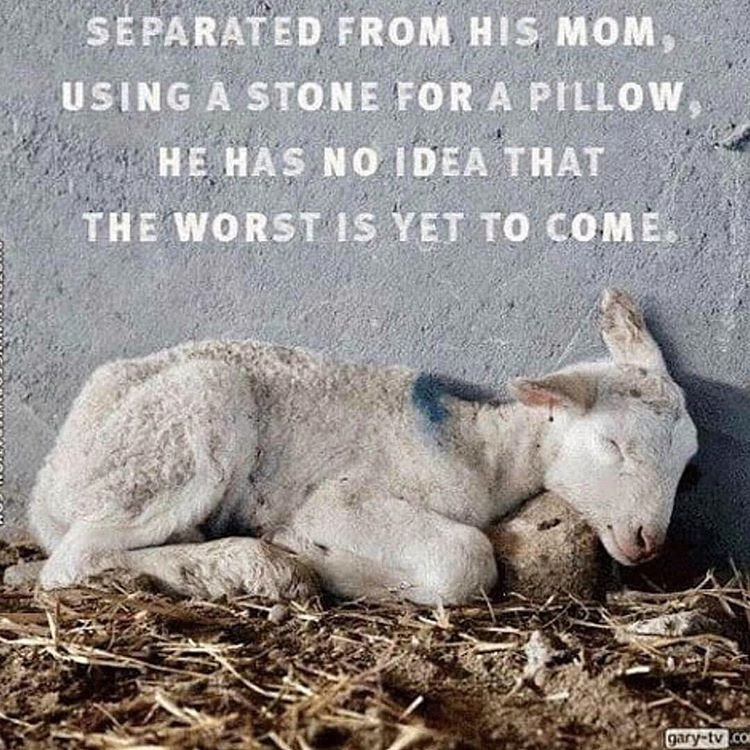 SEPARATED FROM HIS MOM,
USING A STONE FOR A PILLOW,
HE HAS NO IDEA THAT
THE WORST IS YET TO COME.
gary-tv.co